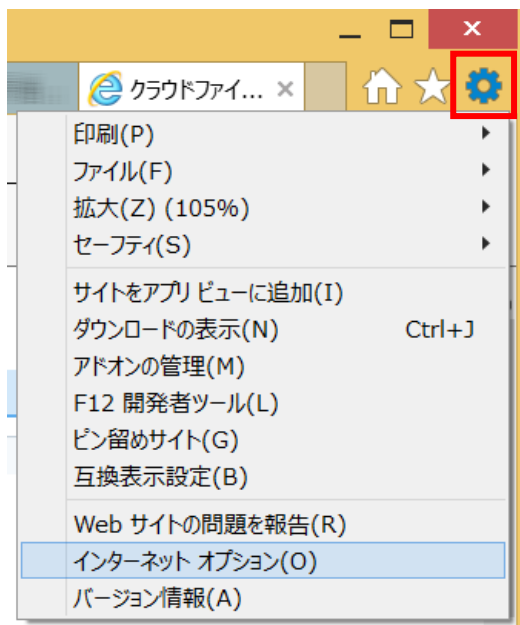 クラウドファイ...
印刷(P)
ファイル(F)
拡大(Z) (105%)
セーフティ(S)
サイトをアプリ ビューに追加(I)
ダウンロードの表示(N) Ctrl+J
アドオンの管理(M)
F12 開発者ツール(L)
ピン留めサイト(G)
互換表示設定(B)
Web サイトの問題を報告(R)
インターネット オプション(O)
バージョン情報(A)